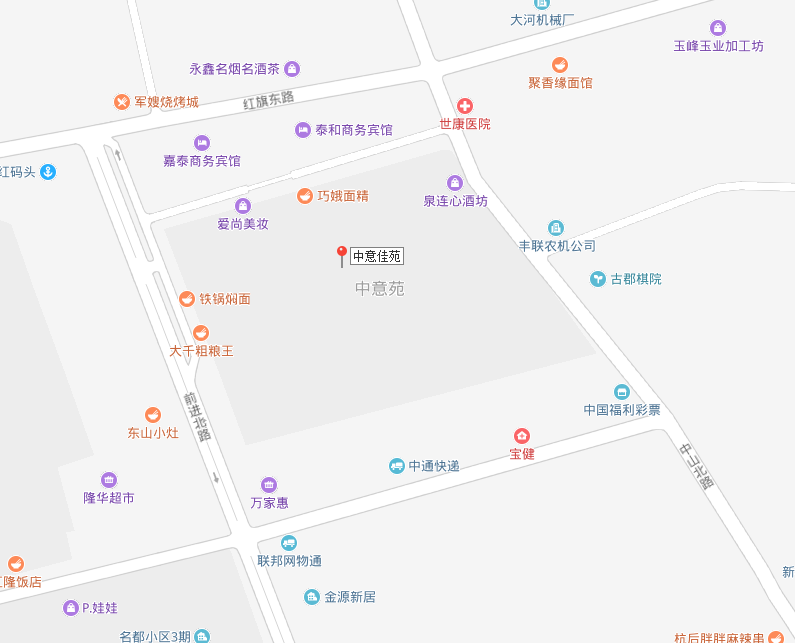 大河机械厂
玉峰玉业加工坊
永鑫名烟名酒茶
聚香缘面馆
红旗东路
军嫂烧烤城
世康医院
泰和商务宾馆
嘉泰商务宾馆
红码头
泉连心酒坊
巧娥面精
爱尚美妆
丰联农机公司
中意佳苑
古郡棋院
中意苑
铁锅焖面
大千粗粮王
前进北路
中国福利彩票
东山小灶
宝健
中山北路
中通快递
隆华超市
万家惠
联邦网物通
新
江隆饭店
金源新居
P.娃娃
名都小区3期
杭后胖胖麻辣串